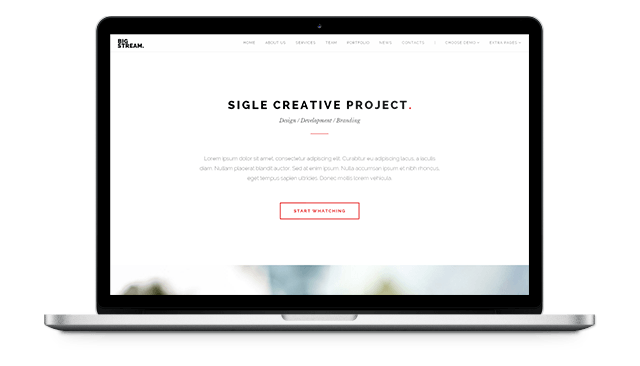 BIG
STREAM.
HOME ABOUT US SERVICES TEAM PORTFOLIO NEWS CONTACTS | CHOOSE DEMO EXTRA PAGES
SIGLE CREATIVE PROJECT.
Design / Development / Branding
Lorem ipsum dolor sit amet, consectetur adipiscing elit. Curabitur eu adipiscing lacus, a iaculis
diam. Nullam placerat blandit auctor. Sed at enim ipsum. Nulla accumsan ipsum et nibh rhoncus,
eget tempus sapien ultricies. Donec mollis lorem vehicula.
START WHATCHING